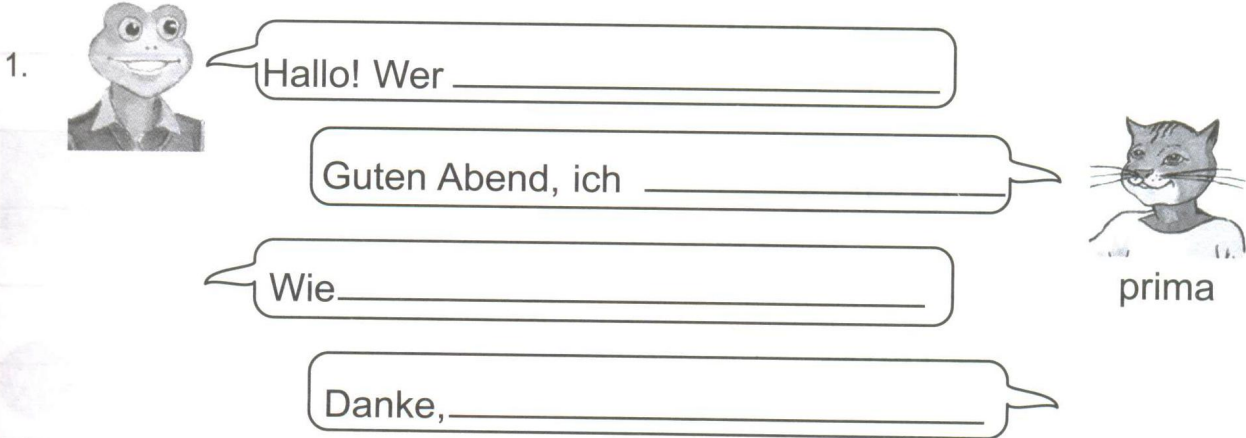 1.
Hallo! Wer
Guten Abend, ich
Wie
prima
Danke,